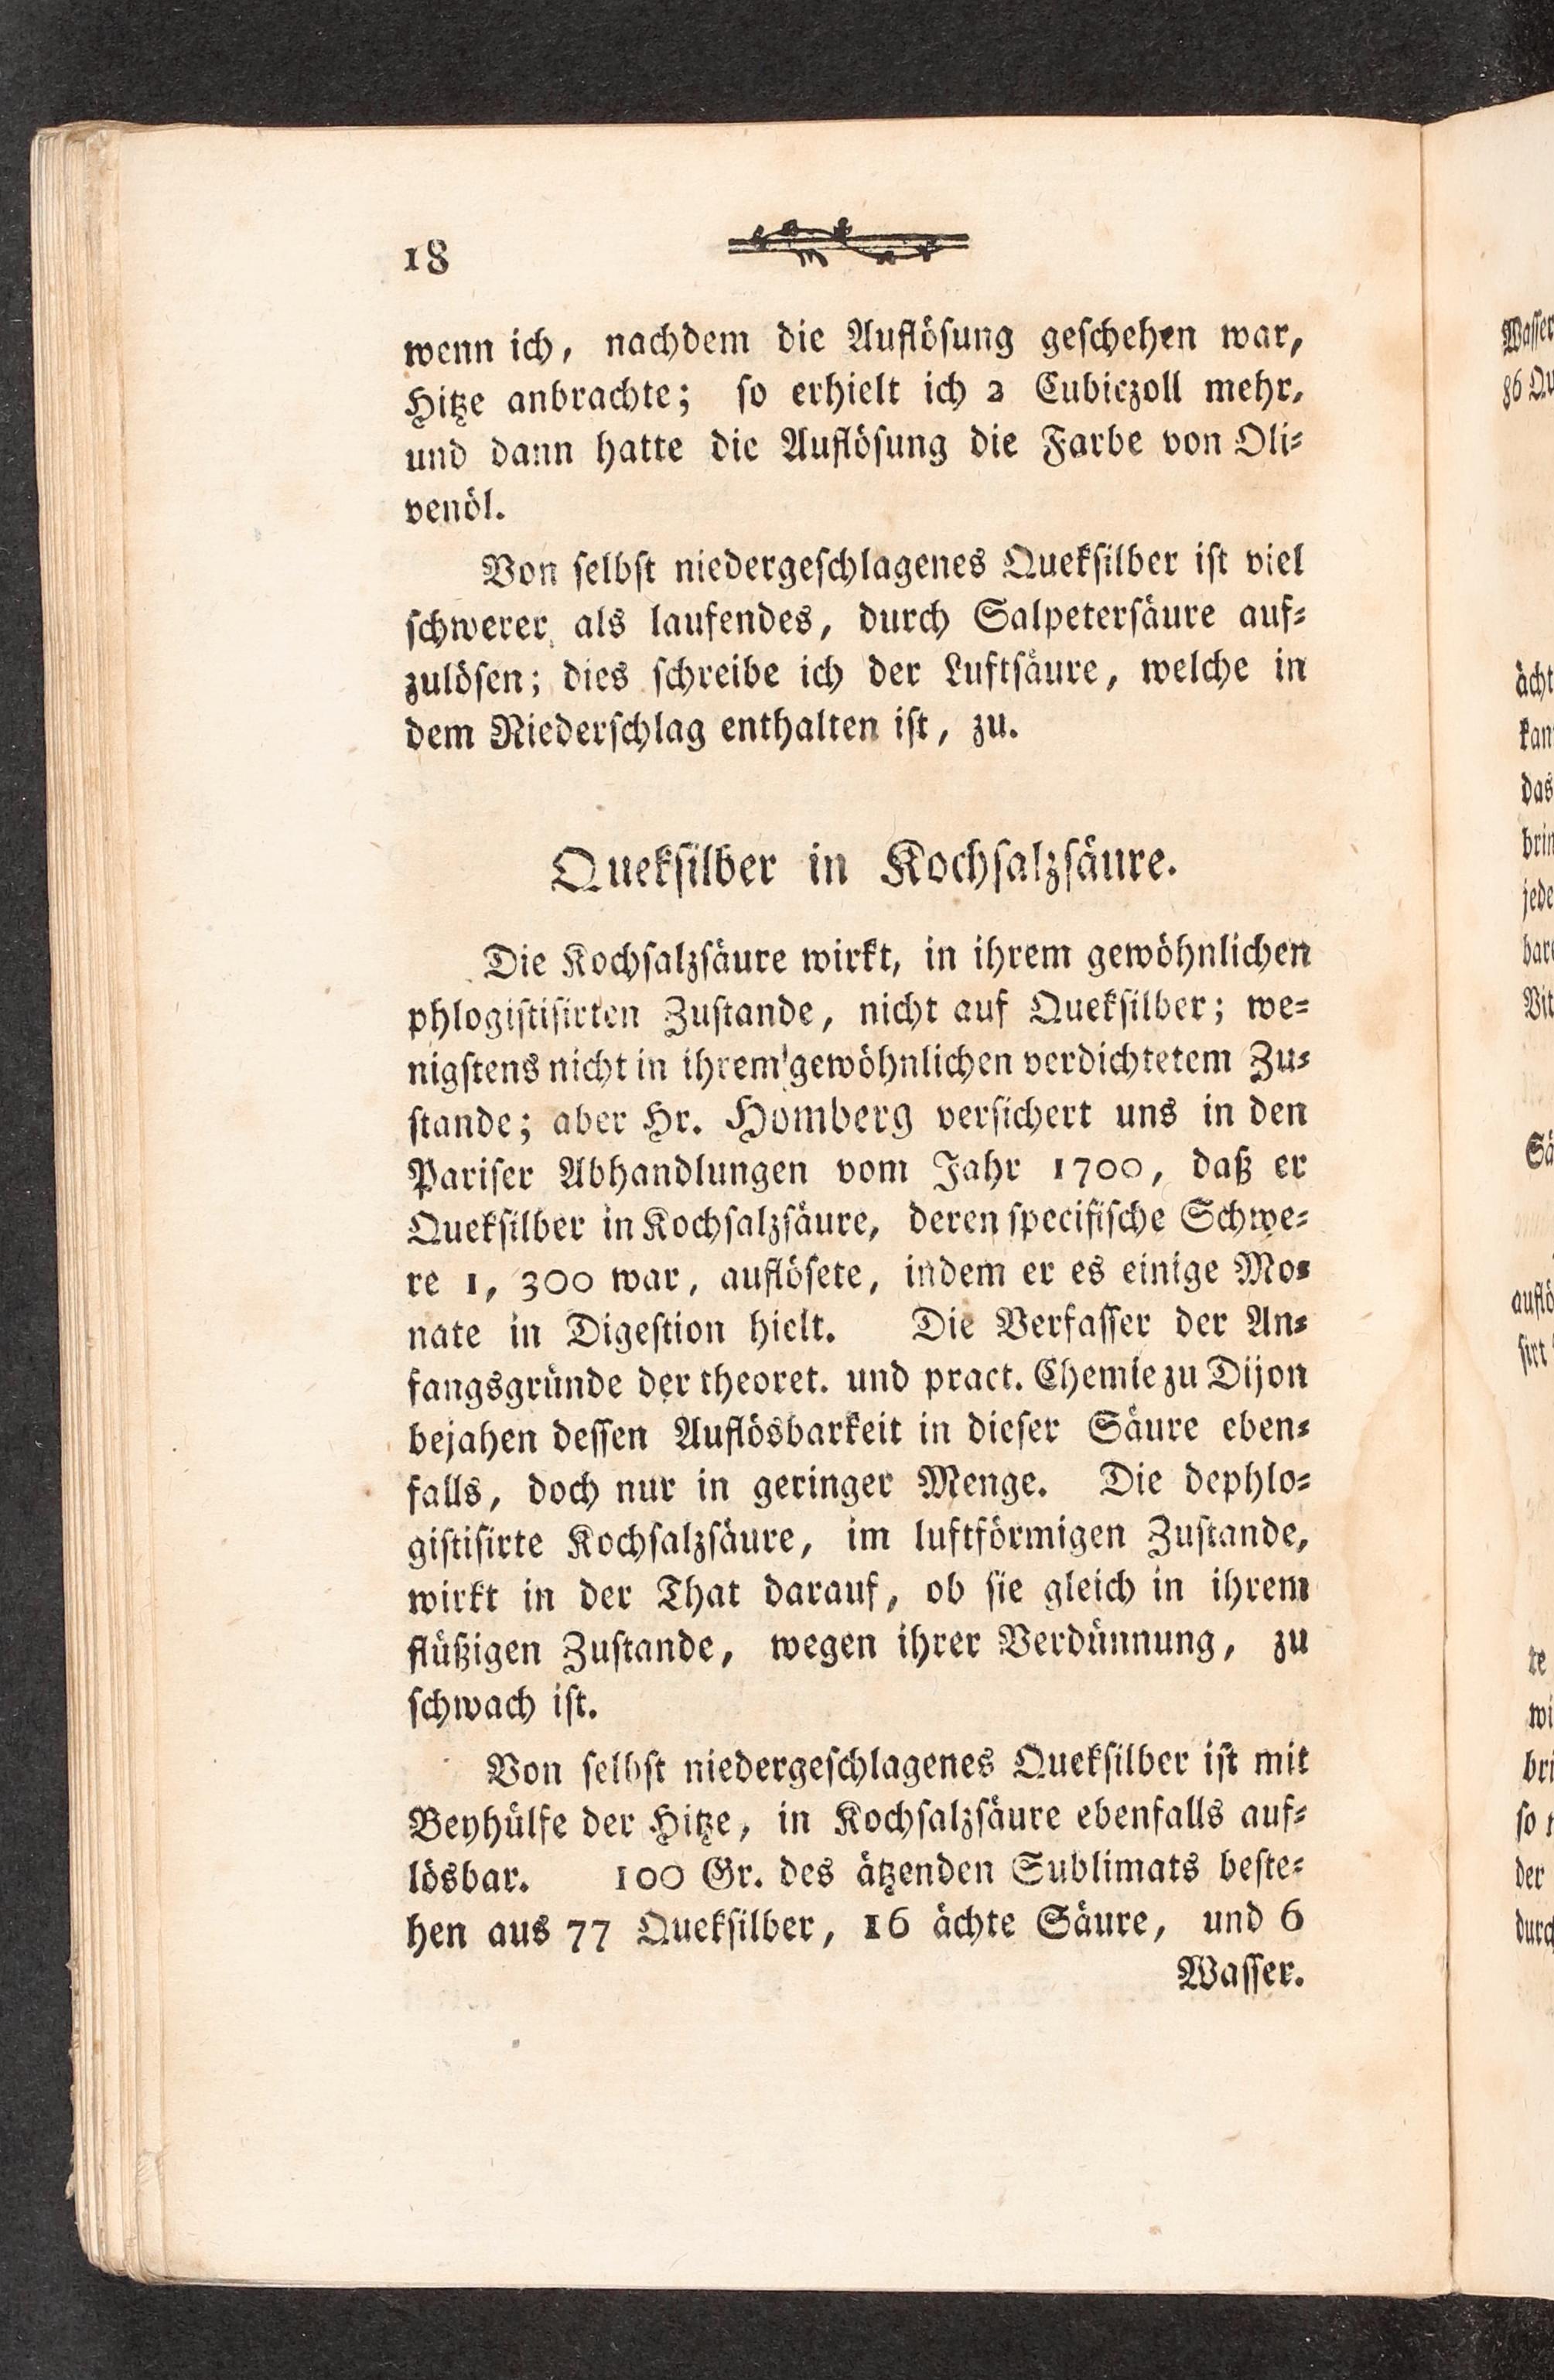 18
wenn ich, nachdem die Auflöſung geſchehen war,
Hitze anbrachte; ſo erhielt ich 2 Cubiczoll mehr,
und dann hatte die Auflöſung die Farbe von Oli⸗
venöl.
Von ſelbſt niedergeſchlagenes Quekſilber iſt viel
ſchwerer als laufendes, durch Salpeterſäure auf⸗
zulöſen; dies ſchreibe ich der Luftſäure, welche in
dem Niederſchlag enthalten iſt, zu.
Quekſilber in Kochſalzſäure.
Die Kochſalzſäure wirkt, in ihrem gewöhnlichen
phlogiſtiſirten Zuſtande, nicht auf Quekſilber; we⸗
nigſtens nicht in ihrem gewöhnlichen verdichtetem Zu⸗
ſtande; aber Hr. Homberg verſichert uns in den
Pariſer Abhandlungen vom Jahr 1700, daß er
Quekſilber in Kochſalzſäure, deren ſpecifiſche Schwe⸗
re 1, 300 war, auflöſete, indem er es einige Mo⸗
nate in Digeſtion hielt. Die Verfaſſer der An⸗
fangsgründe der theoret. und pract. Chemie zu Dijon
bejahen deſſen Auflösbarkeit in dieſer Säure eben⸗
falls, doch nur in geringer Menge. Die dephlo⸗
giſtiſirte Kochſalzſäure, im luftförmigen Zuſtande,
wirkt in der That darauf, ob ſie gleich in ihrem
flüßigen Zuſtande, wegen ihrer Verdünnung, zu
ſchwach iſt.
Von ſelbſt niedergeſchlagenes Quekſilber iſt mit
Beyhülfe der Hitze, in Kochſalzſäure ebenfalls auf⸗
lösbar. 100 Gr. des ätzenden Sublimats beſte⸗
hen aus 77 Quekſilber, 16 ächte Säure, und 6
Waſſer.